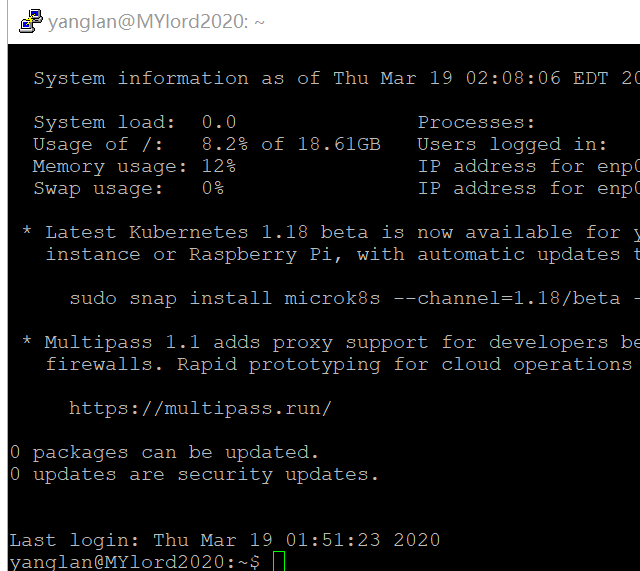 yanglan@MYlord2020: ~
System information as of Thu Mar 19 02:08:06 EDT 20
System load: 0.0 Processes:
Usage of /: 8.2% of 18.61GB Users logged in:
Memory usage: 12% IP address for enp0
Swap usage: 0% IP address for enp0
* Latest Kubernetes 1.18 beta is now available for y
instance or Raspberry Pi, with automatic updates t
sudo snap install microk8s --channel=1.18/beta -
* Multipass 1.1 adds proxy support for developers be
firewalls. Rapid prototyping for cloud operations
https://multipass.run/
0 packages can be updated.
0 updates are security updates.
Last login: Thu Mar 19 01:51:23 2020
yanglan@MYlord2020:~$